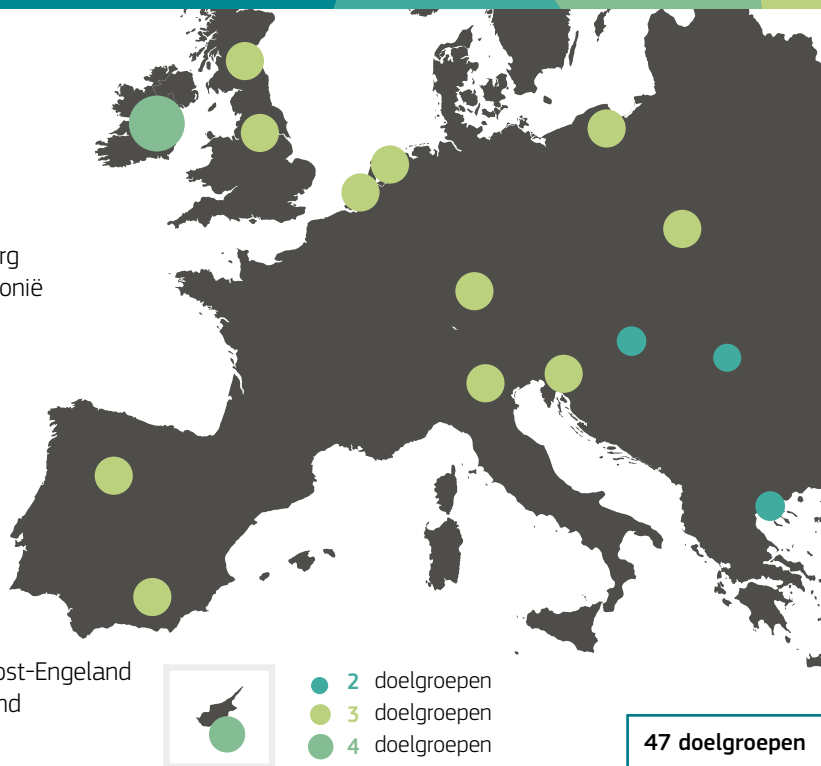 rg
onië
ost-Engeland
nd
2 doelgroepen
3 doelgroepen
4 doelgroepen
47 doelgroepen